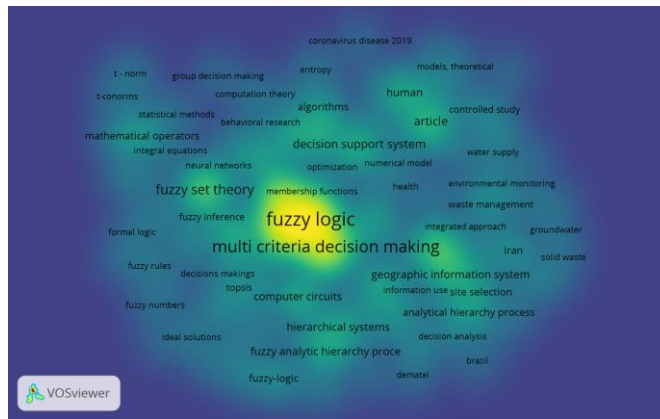 coronavirus disease 2019
t - norm
group decision making
entropy
models, theoretical
t-conorms
computation theory
human
statistical methods
algorithms
controlled study
behavioral research
article
mathematical operators
decision support system
integral equations
water supply
neural networks
optimization
numerical model
fuzzy set theory
membership functions
health
environmental monitoring
waste management
fuzzy inference
fuzzy logic
integrated approach
groundwater
formal logic
multi criteria decision making
iran
solid waste
fuzzy rules
decisions makings
geographic information system
topsis
computer circuits
information use
site selection
fuzzy numbers
analytical hierarchy process
hierarchical systems
ideal solutions
decision analysis
fuzzy analytic hierarchy proce
brazil
fuzzy-logic
dematel
VOSviewer